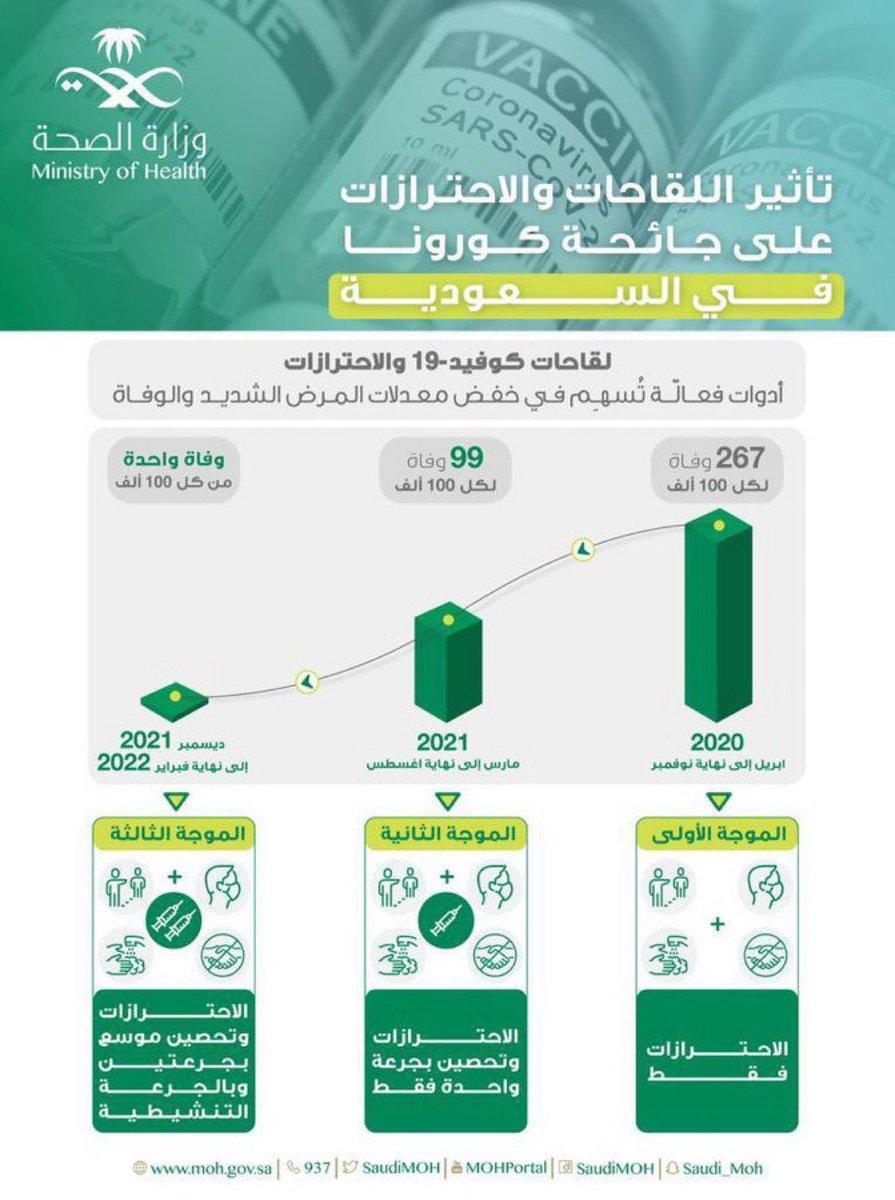 وزارة الصحة
Ministry of Health
VACCINE
Coronavirus
SARS-CoV-2
10 ml
VACCINE
تأثير اللقاحات والاحترازات
على جائحة كورونا
في السعودية
لقاحات كوفيد-19 والاحترازات
أدوات فعالّة تُسهِم في خفض معدلات المرض الشديد والوفاة
267 وفاة
لكل 100 ألف
99 وفاة
لكل 100 ألف
وفاة واحدة
من كل 100 ألف
2020
ابريل إلى نهاية نوفمبر
2021
مارس إلى نهاية اغسطس
ديسمبر 2021
إلى نهاية فبراير 2022
الموجة الأولى
الاحترازات
فقط
الموجة الثانية
الاحترازات
وتحصين بجرعة
واحدة فقط
الموجة الثالثة
الاحترازات
وتحصين موسع
بجرعتين
وبالجرعة
التنشيطية
www.moh.gov.sa | 937 | SaudiMOH | MOHPortal | SaudiMOH | Saudi_Moh